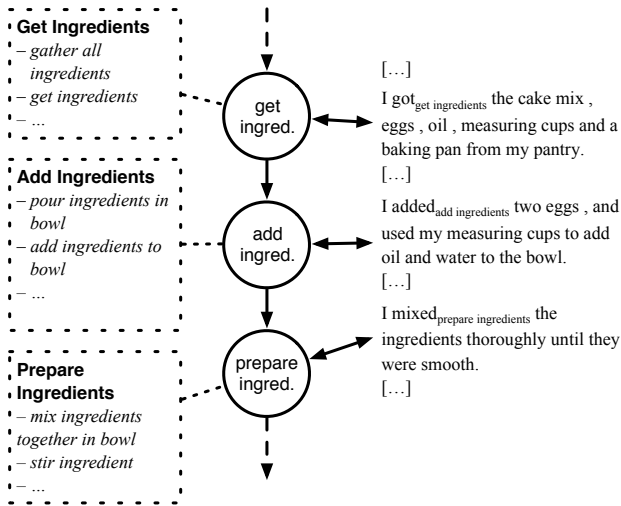 Get Ingredients
– gather all
ingredients
– get ingredients
– ...
get
ingred.
[…]
I got get ingredients the cake mix ,
eggs , oil , measuring cups and a
baking pan from my pantry.
[…]
Add Ingredients
– pour ingredients in
bowl
– add ingredients to
bowl
– ...
add
ingred.
I added add ingredients two eggs , and
used my measuring cups to add
oil and water to the bowl.
[…]
Prepare
Ingredients
– mix ingredients
together in bowl
– stir ingredient
– ...
prepare
ingred.
I mixed prepare ingredients the
ingredients thoroughly until they
were smooth.
[…]